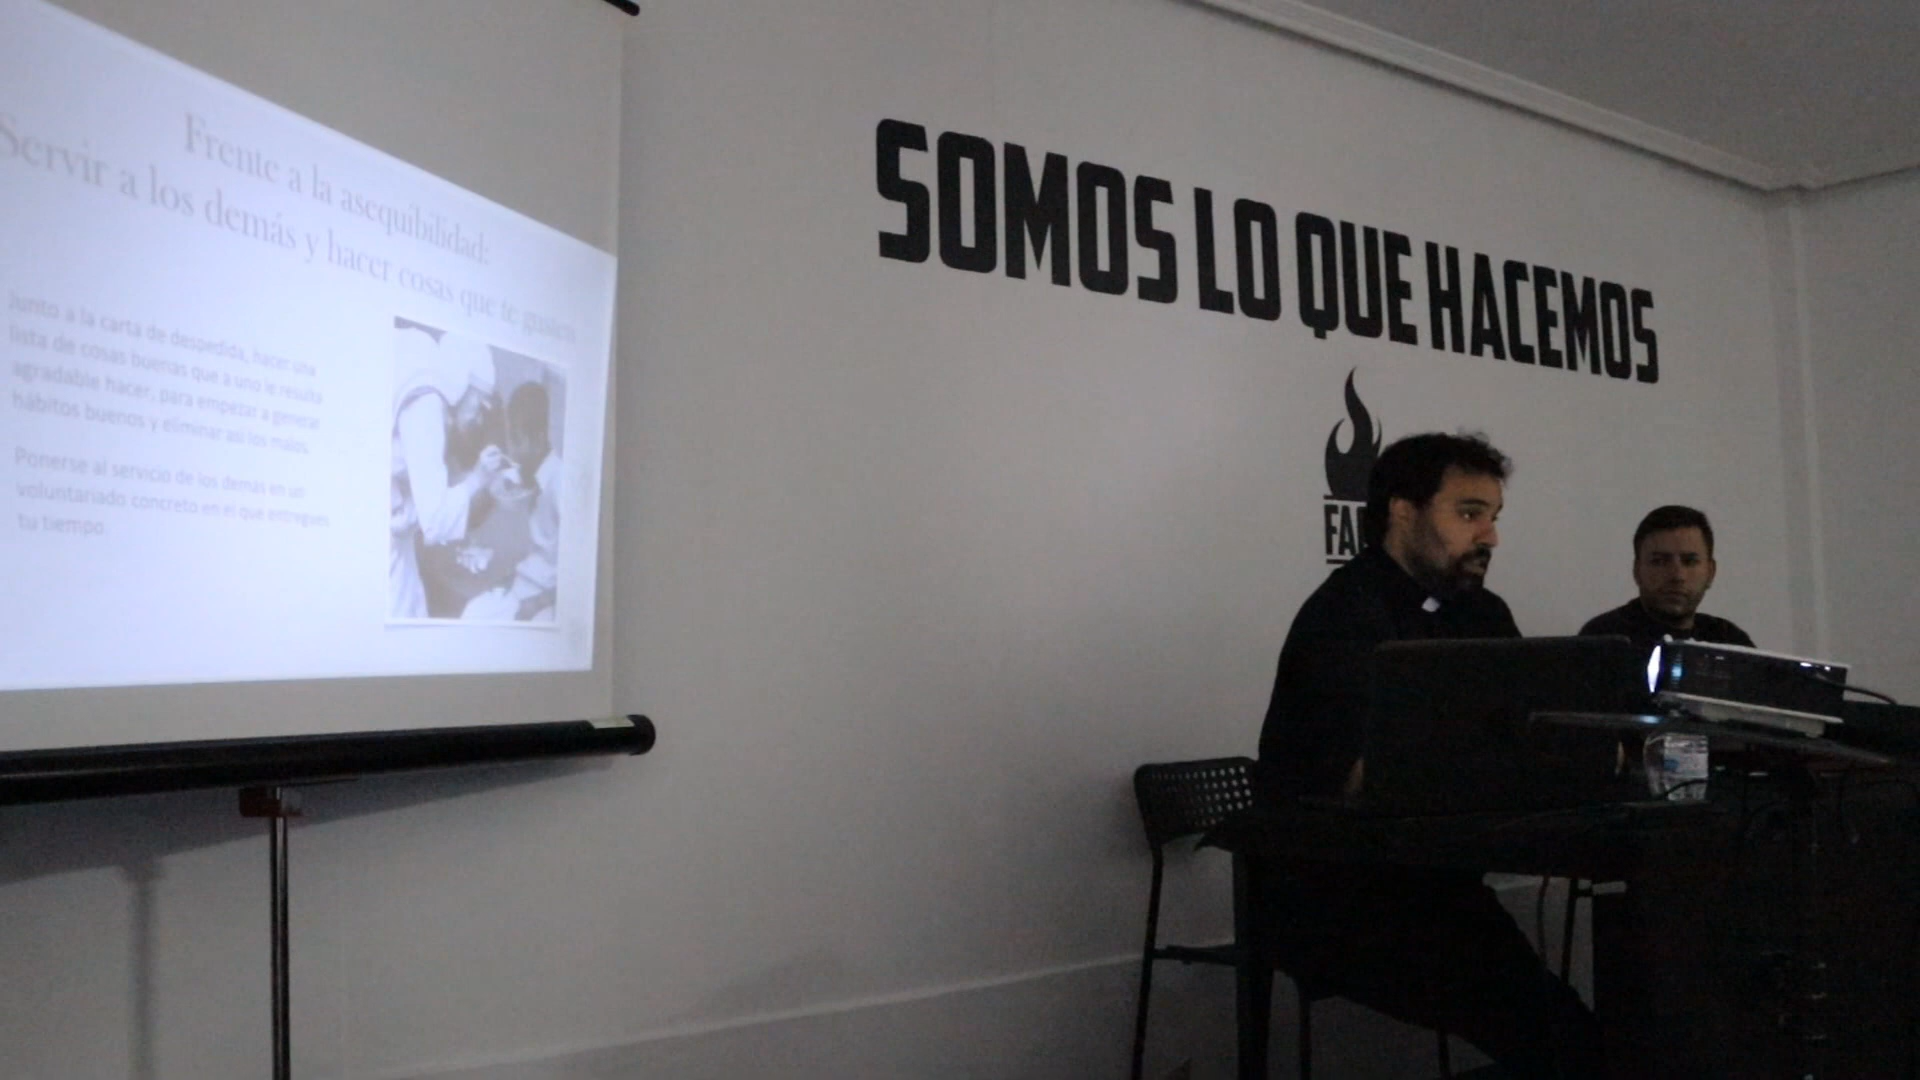 Frente a la asequibilidad:
Servir a los demás y hacer cosas que te gusten
Junto a la carta de despedida, hacer una
lista de cosas buenas que a uno le resulta
agradable hacer, para empezar a generar
hábitos buenos y eliminar así los malos.
Ponerse al servicio de los demás en un
voluntariado concreto en el que entregues
tu tiempo.
SOMOS LO QUE HACEMOS